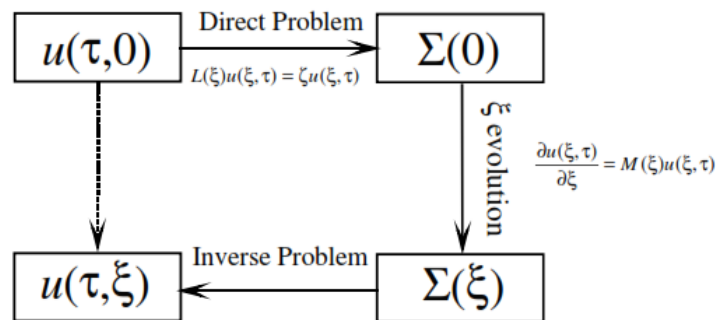 Direct Problem
u(τ,0)
Σ(0)
L(ξ)u(ξ,τ) = ζu(ξ,τ)
ξ evolution
∂u(ξ,τ)/∂ξ = M(ξ)u(ξ,τ)
Inverse Problem
u(τ,ξ)
Σ(ξ)